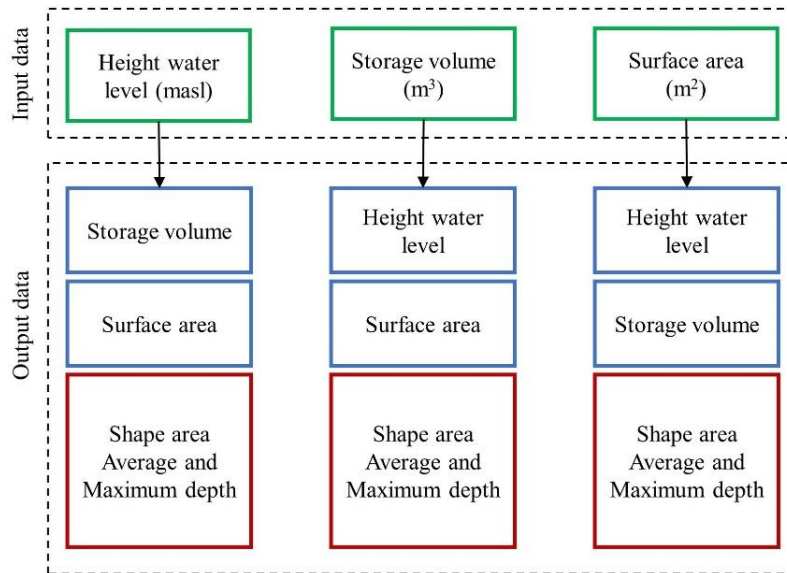 Input data
Height water
level (masl)
Storage volume
(m³)
Surface area
(m²)
Output data
Storage volume
Surface area
Shape area
Average and
Maximum depth
Height water
level
Surface area
Shape area
Average and
Maximum depth
Height water
level
Storage volume
Shape area
Average and
Maximum depth